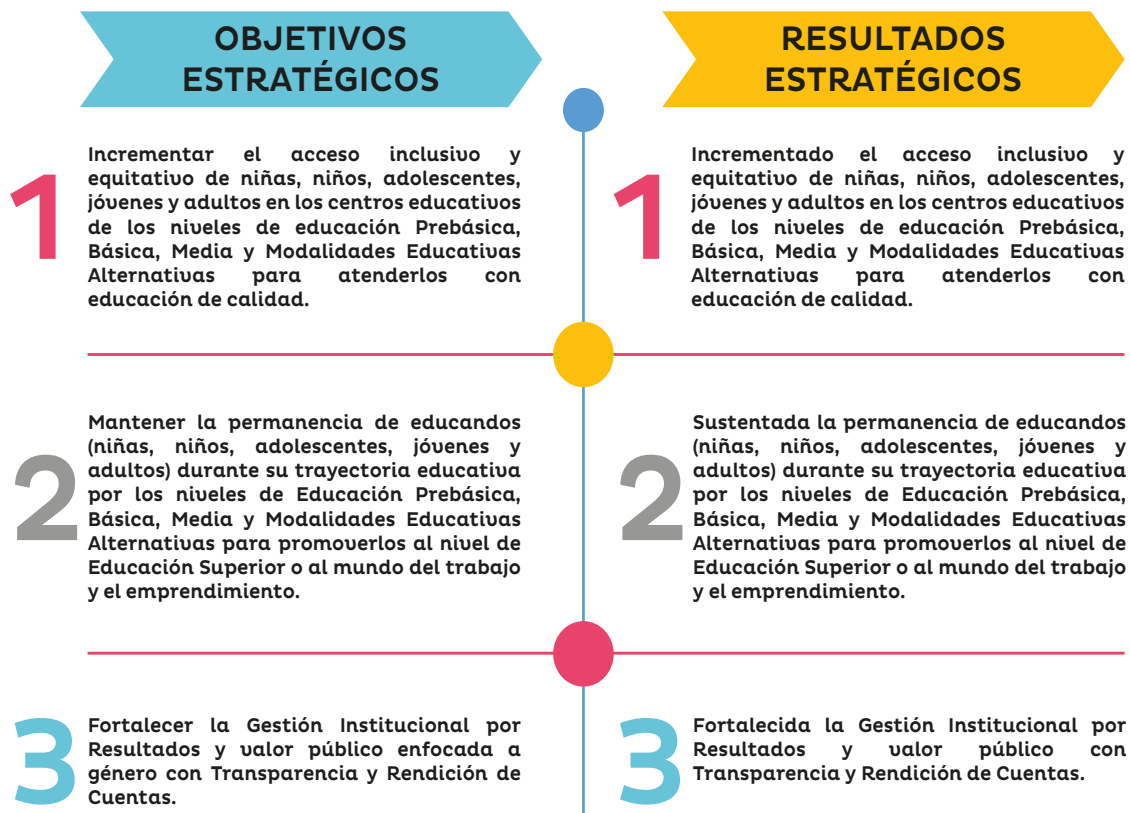 OBJETIVOS
ESTRATÉGICOS
1
Incrementar el acceso inclusivo y
equitativo de niñas, niños, adolescentes,
jóvenes y adultos en los centros educativos
de los niveles de educación Prebásica,
Básica, Media y Modalidades Educativas
Alternativas para atenderlos con
educación de calidad.
2
Mantener la permanencia de educandos
(niñas, niños, adolescentes, jóvenes y
adultos) durante su trayectoria educativa
por los niveles de Educación Prebásica,
Básica, Media y Modalidades Educativas
Alternativas para promoverlos al nivel de
Educación Superior o al mundo del trabajo
y el emprendimiento.
3
Fortalecer la Gestión Institucional por
Resultados y valor público enfocada a
género con Transparencia y Rendición de
Cuentas.
RESULTADOS
ESTRATÉGICOS
1
Incrementado el acceso inclusivo y
equitativo de niñas, niños, adolescentes,
jóvenes y adultos en los centros educativos
de los niveles de educación Prebásica,
Básica, Media y Modalidades Educativas
Alternativas para atenderlos con
educación de calidad.
2
Sustentada la permanencia de educandos
(niñas, niños, adolescentes, jóvenes y
adultos) durante su trayectoria educativa
por los niveles de Educación Prebásica,
Básica, Media y Modalidades Educativas
Alternativas para promoverlos al nivel de
Educación Superior o al mundo del trabajo
y el emprendimiento.
3
Fortalecida la Gestión Institucional por
Resultados y valor público con
Transparencia y Rendición de Cuentas.